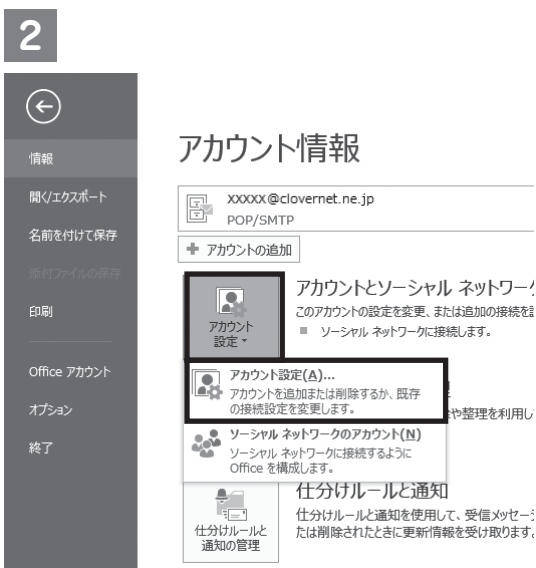 2
情報
開く/エクスポート
名前を付けて保存
添付ファイルの保存
印刷
Office アカウント
オプション
終了
アカウント情報
XXXXX@clovernet.ne.jp
POP/SMTP
アカウントの追加
アカウント
設定
アカウントとソーシャル ネットワーク
このアカウントの設定を変更、または追加の接続を
ソーシャル ネットワークに接続します。
アカウント設定(A)...
アカウントを追加または削除するか、既存
の接続設定を変更します。
や整理を利用し
ソーシャル ネットワークのアカウント(N)
ソーシャル ネットワークに接続するように
Office を構成します。
仕分けルールと
通知の管理
仕分けルールと通知
仕分けルールと通知を使用して、受信メッセー
たは削除されたときに更新情報を受け取ります。